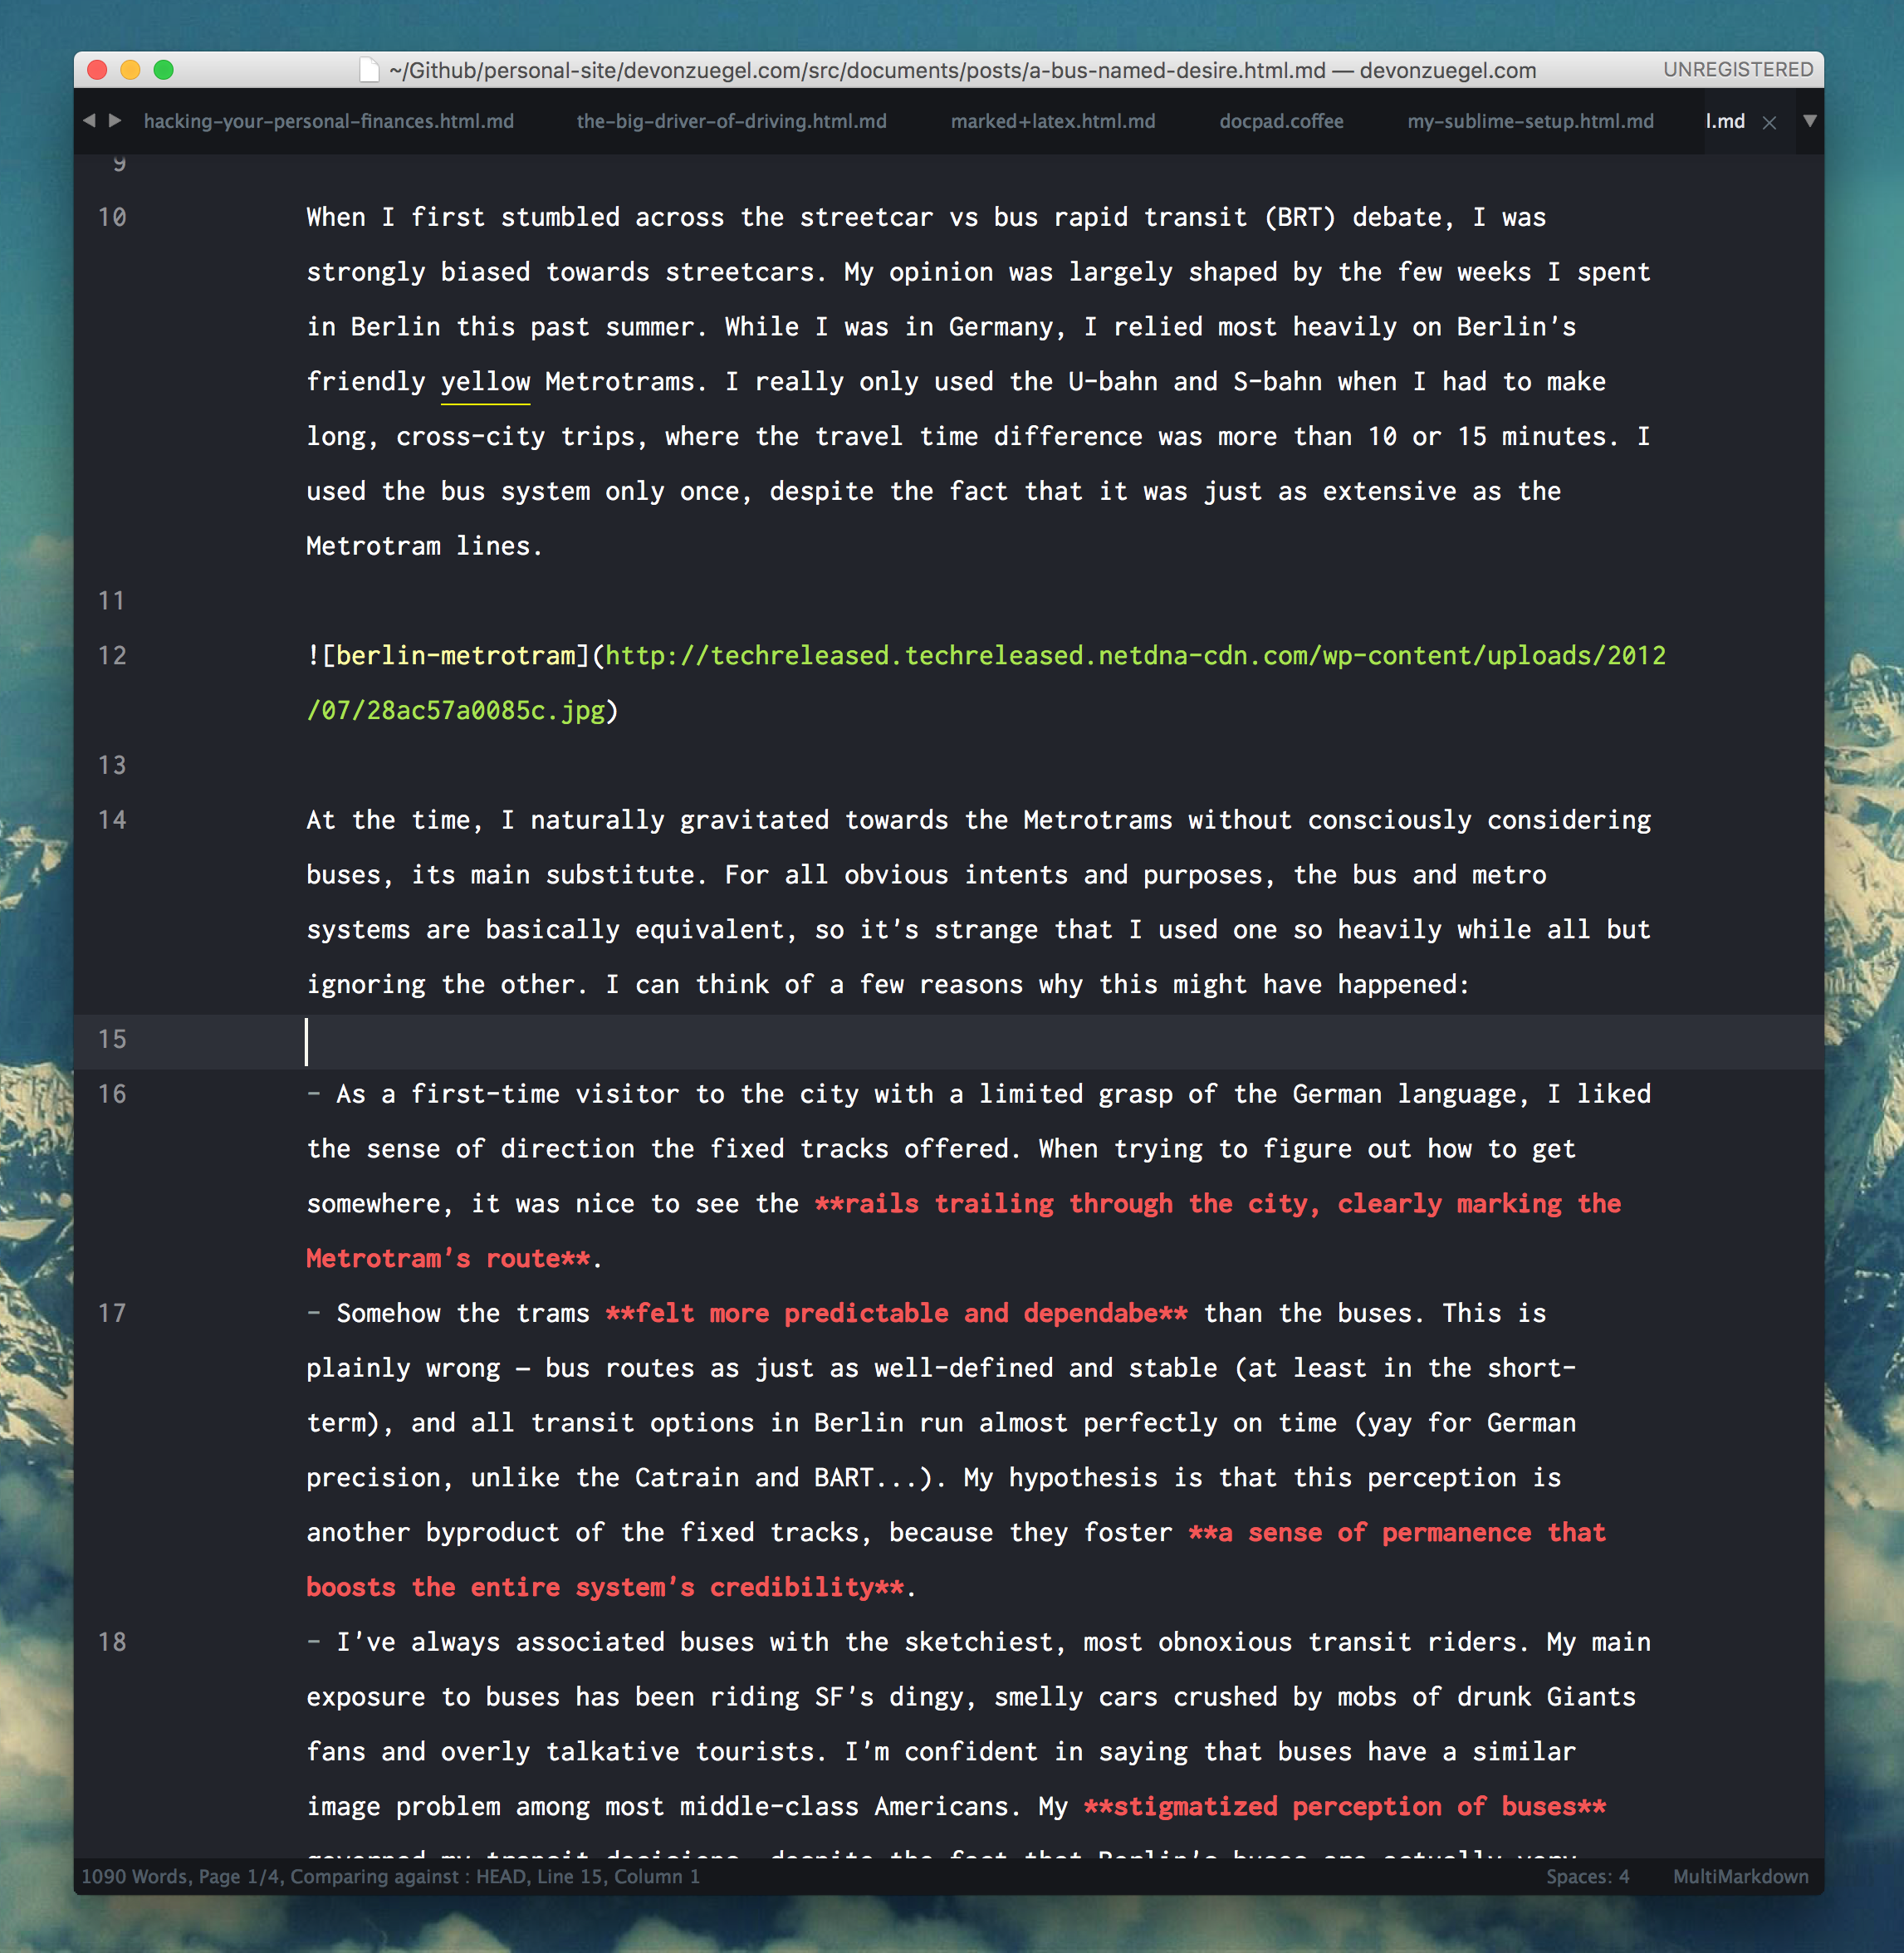 ~/Github/personal-site/devonzuegel.com/src/documents/posts/a-bus-named-desire.html.md — devonzuegel.com UNREGISTERED
hacking-your-personal-finances.html.md the-big-driver-of-driving.html.md marked+latex.html.md docpad.coffee my-sublime-setup.html.md l.md
9
10 When I first stumbled across the streetcar vs bus rapid transit (BRT) debate, I was
strongly biased towards streetcars. My opinion was largely shaped by the few weeks I spent
in Berlin this past summer. While I was in Germany, I relied most heavily on Berlin's
friendly yellow Metrotrams. I really only used the U-bahn and S-bahn when I had to make
long, cross-city trips, where the travel time difference was more than 10 or 15 minutes. I
used the bus system only once, despite the fact that it was just as extensive as the
Metrotram lines.
11
12 ![berlin-metrotram](http://techreleased.techreleased.netdna-cdn.com/wp-content/uploads/2012
/07/28ac57a0085c.jpg)
13
14 At the time, I naturally gravitated towards the Metrotrams without consciously considering
buses, its main substitute. For all obvious intents and purposes, the bus and metro
systems are basically equivalent, so it's strange that I used one so heavily while all but
ignoring the other. I can think of a few reasons why this might have happened:
15
16 - As a first-time visitor to the city with a limited grasp of the German language, I liked
the sense of direction the fixed tracks offered. When trying to figure out how to get
somewhere, it was nice to see the **rails trailing through the city, clearly marking the
Metrotram's route**.
17 - Somehow the trams **felt more predictable and dependabe** than the buses. This is
plainly wrong — bus routes as just as well-defined and stable (at least in the short-
term), and all transit options in Berlin run almost perfectly on time (yay for German
precision, unlike the Catrain and BART...). My hypothesis is that this perception is
another byproduct of the fixed tracks, because they foster **a sense of permanence that
boosts the entire system's credibility**.
18 - I've always associated buses with the sketchiest, most obnoxious transit riders. My main
exposure to buses has been riding SF's dingy, smelly cars crushed by mobs of drunk Giants
fans and overly talkative tourists. I'm confident in saying that buses have a similar
image problem among most middle-class Americans. My **stigmatized perception of buses**
governed my transit decisions, despite the fact that Berlin's buses are actually very
1090 Words, Page 1/4, Comparing against : HEAD, Line 15, Column 1 Spaces: 4 MultiMarkdown